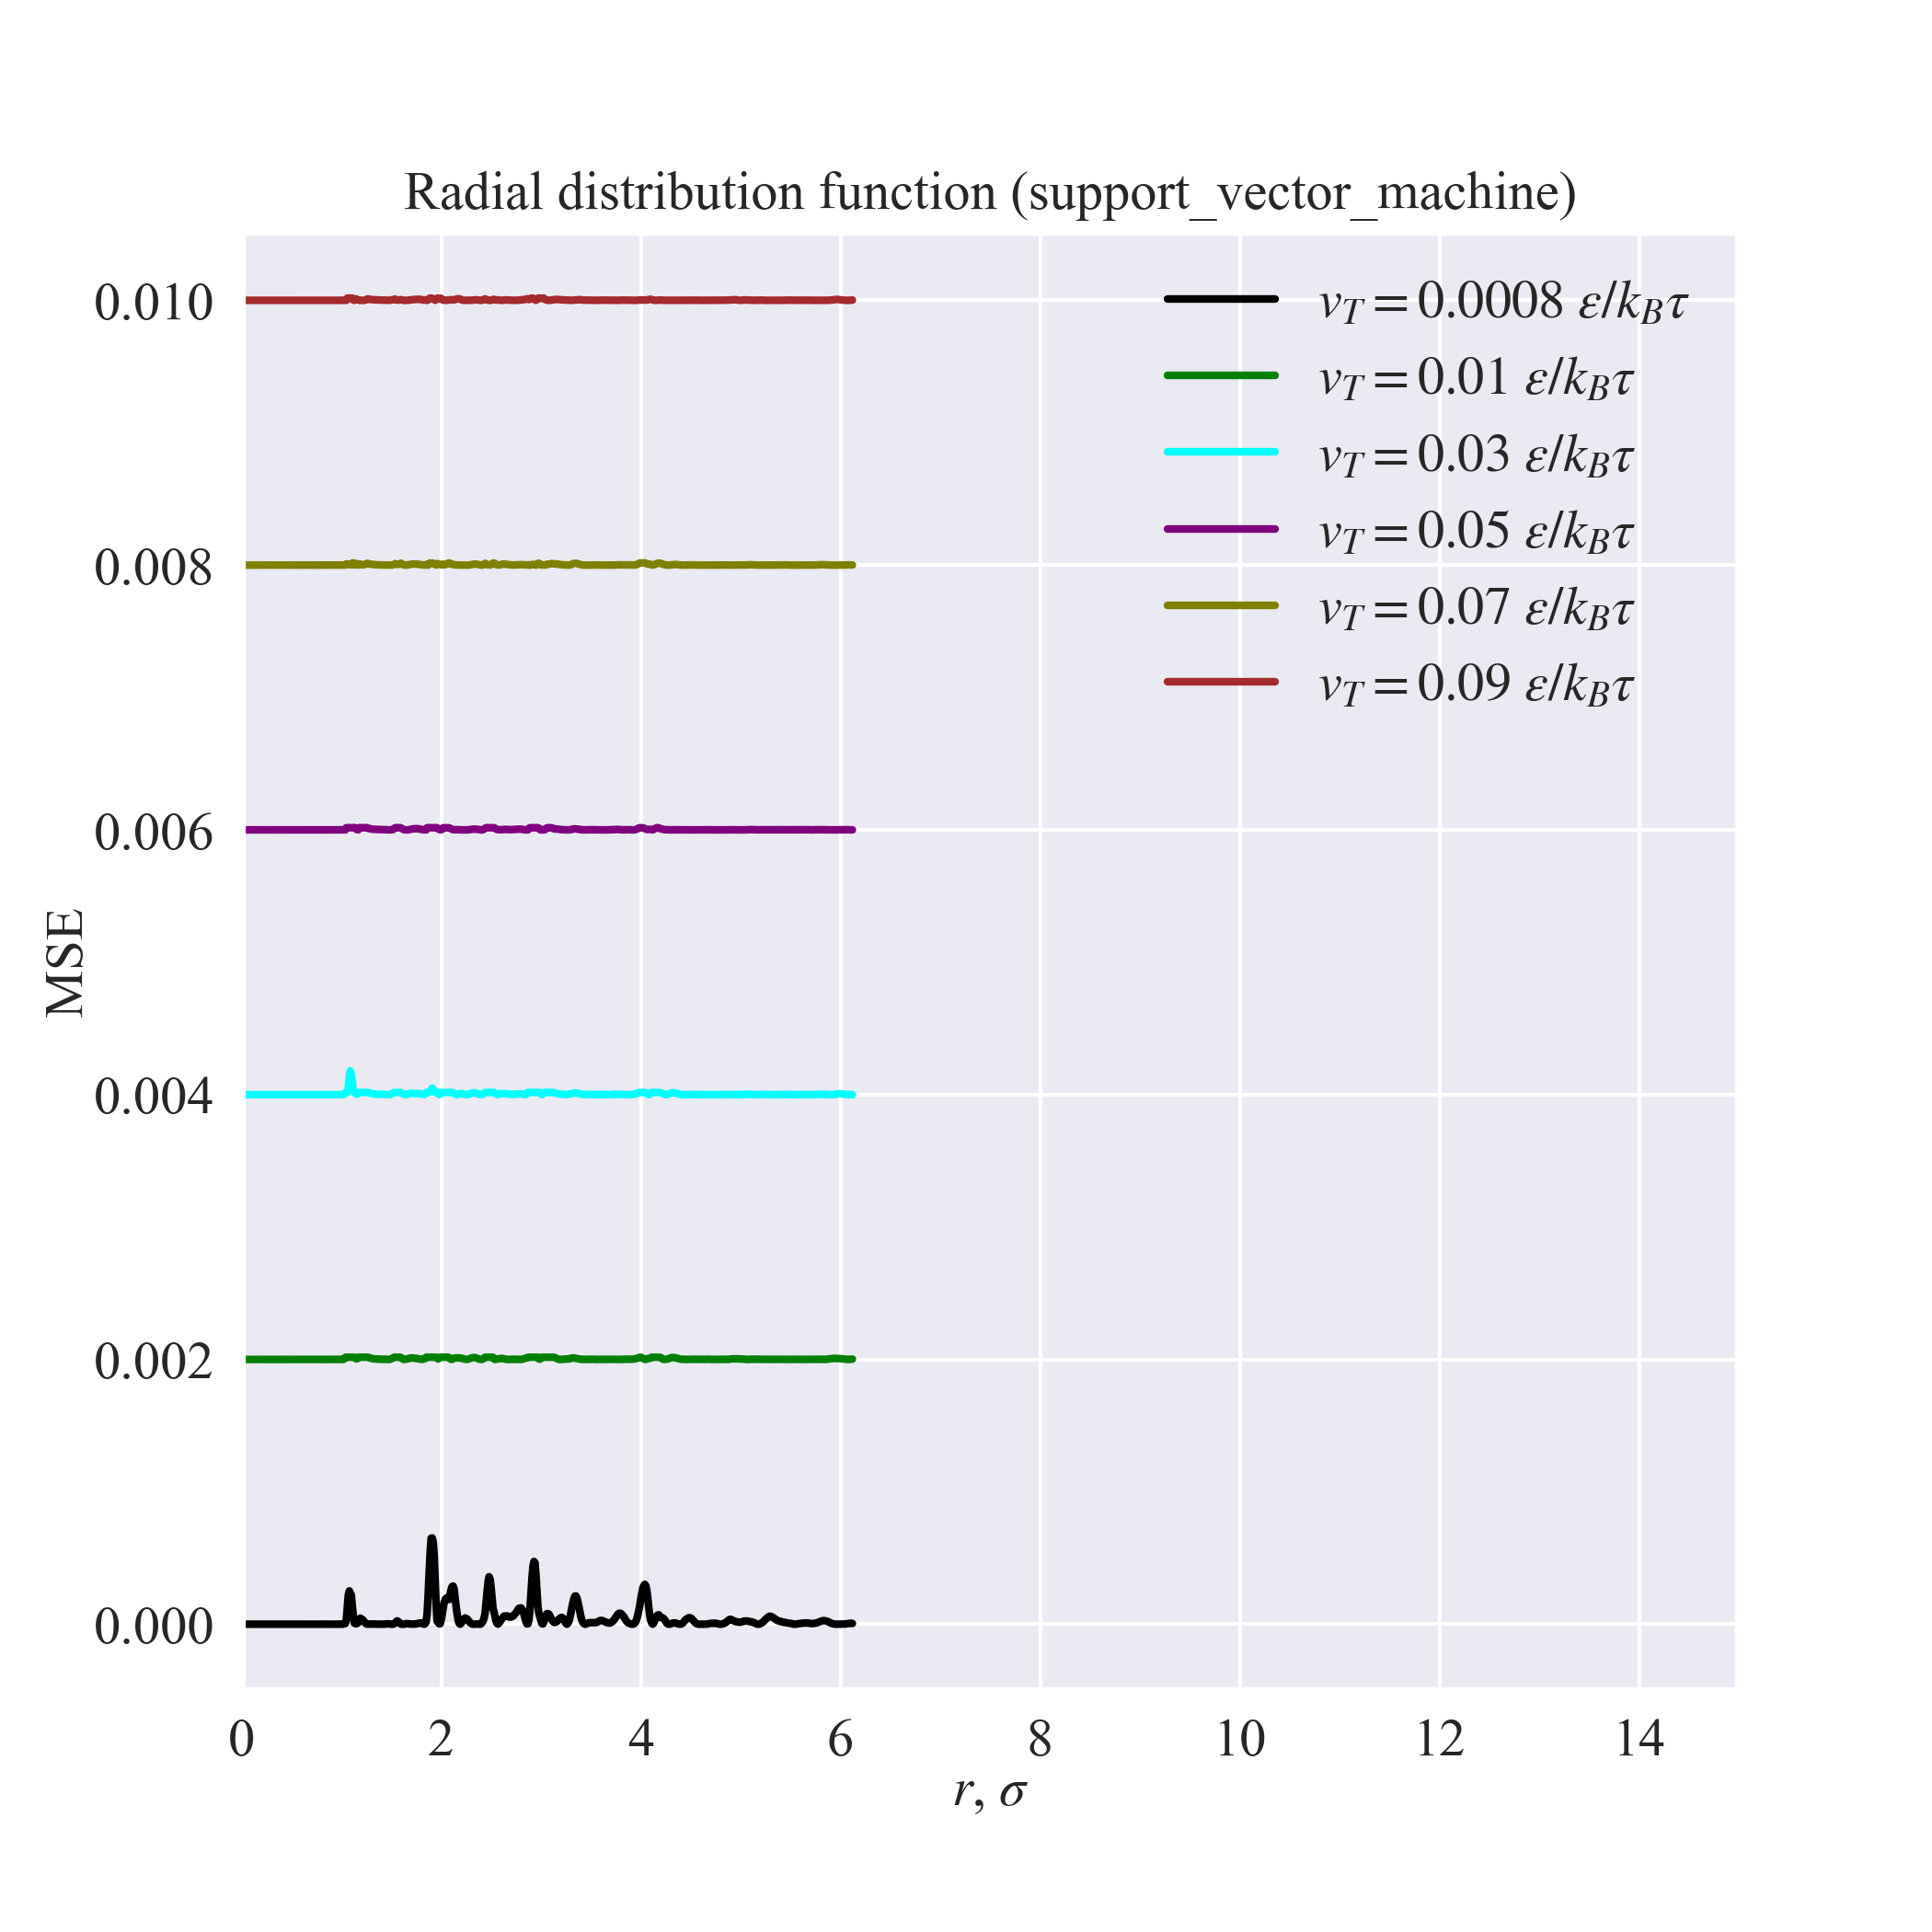 Radial distribution function (support_vector_machine)
MSE
0.010
0.008
0.006
0.004
0.002
0.000
v_T = 0.0008 ε/k_Bτ
v_T = 0.01 ε/k_Bτ
v_T = 0.03 ε/k_Bτ
v_T = 0.05 ε/k_Bτ
v_T = 0.07 ε/k_Bτ
v_T = 0.09 ε/k_Bτ
0 2 4 6 8 10 12 14
r, σ